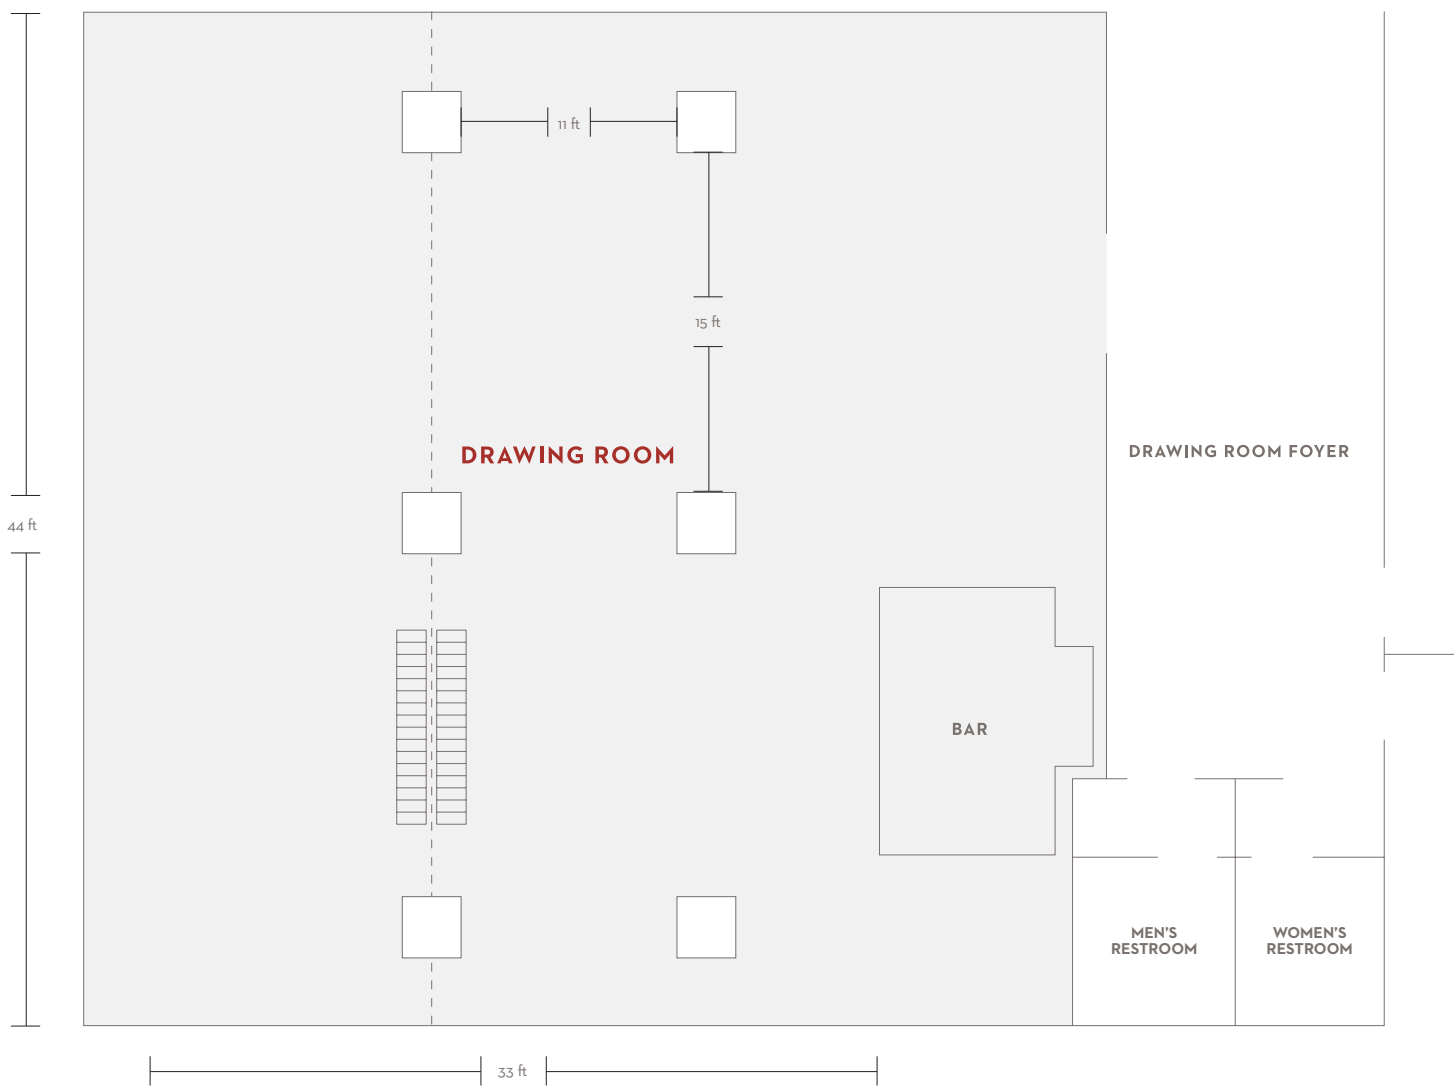 11 ft
15 ft
DRAWING ROOM
DRAWING ROOM FOYER
44 ft
BAR
MEN'S
RESTROOM
WOMEN'S
RESTROOM
33 ft